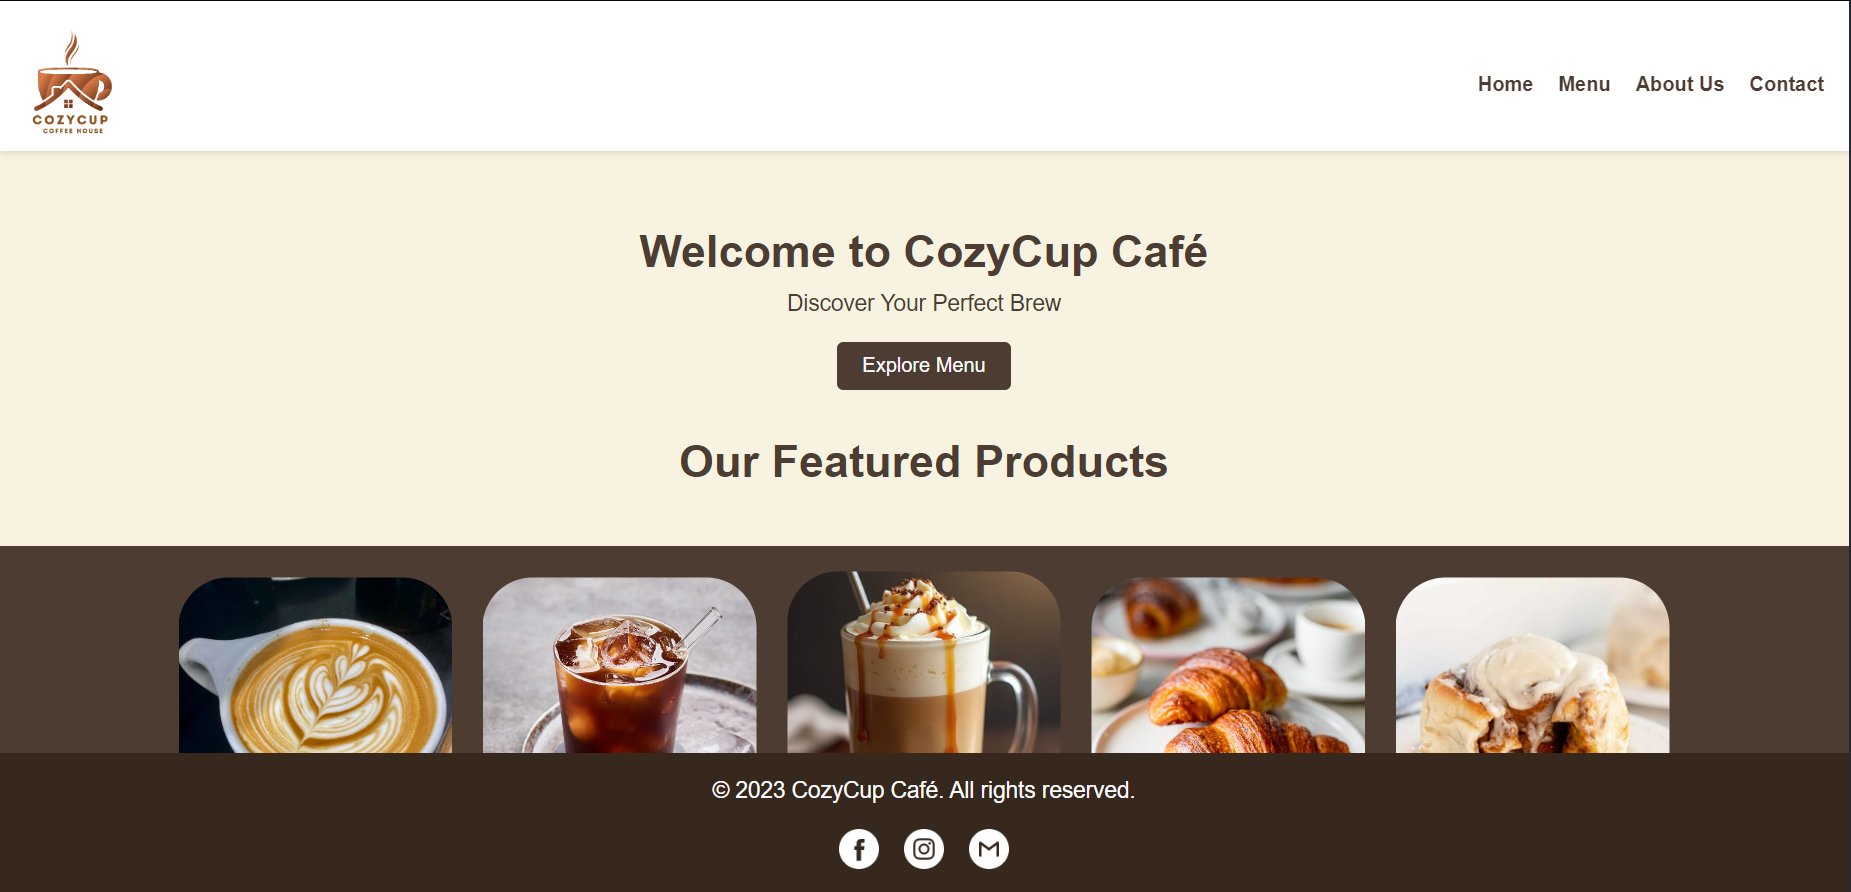 COZYCUP
COFFEE HOUSE
Home Menu About Us Contact
Welcome to CozyCup Café
Discover Your Perfect Brew
Explore Menu
Our Featured Products
© 2023 CozyCup Café. All rights reserved.